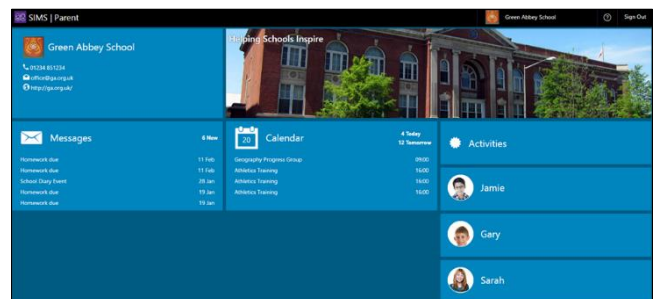 SIMS | Parent
Green Abbey School
Sign Out
Green Abbey School
01234 851234
office@ga.org.uk
http://ga.org.uk/
Helping Schools Inspire
Messages
6 New
Homework due 11 Feb
Homework due 11 Feb
School Diary Event 28 Jan
Homework due 19 Jan
Homework due 19 Jan
20
Calendar
4 Today
12 Tomorrow
Geography Progress Group 09:00
Athletics Training 16:00
Athletics Training 16:00
Athletics Training 16:00
Activities
Jamie
Gary
Sarah